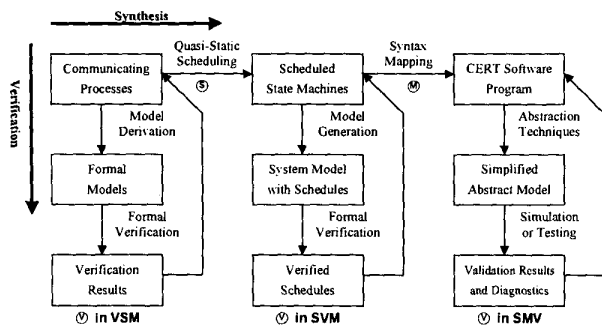 Synthesis
Verification
Communicating
Processes
Quasi-Static
Scheduling
Ⓢ
Scheduled
State Machines
Syntax
Mapping
Ⓜ
CERT Software
Program
Model
Derivation
Model
Generation
Abstraction
Techniques
Formal
Models
System Model
with Schedules
Simplified
Abstract Model
Formal
Verification
Formal
Verification
Simulation
or Testing
Verification
Results
Verified
Schedules
Validation Results
and Diagnostics
Ⓥ in VSM
Ⓥ in SVM
Ⓥ in SMV